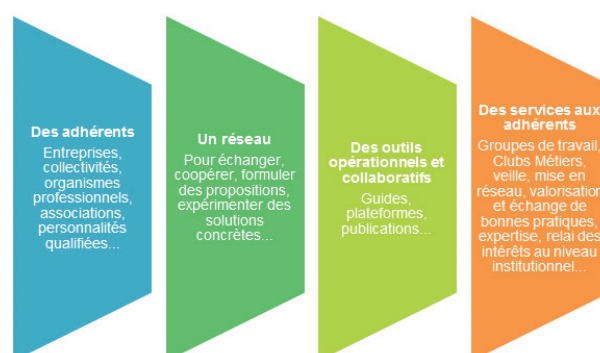 Des adhérents
Entreprises,
collectivités,
organismes
professionnels,
associations,
personnalités
qualifiées...
Un réseau
Pour échanger,
coopérer, formuler
des propositions,
expérimenter des
solutions
concrètes...
Des outils
opérationnels et
collaboratifs
Guides,
plateformes,
publications...
Des services aux
adhérents
Groupes de travail,
Clubs Métiers,
veille, mise en
réseau, valorisation
et échange de
bonnes pratiques,
expertise, relai des
intérêts au niveau
institutionnel...